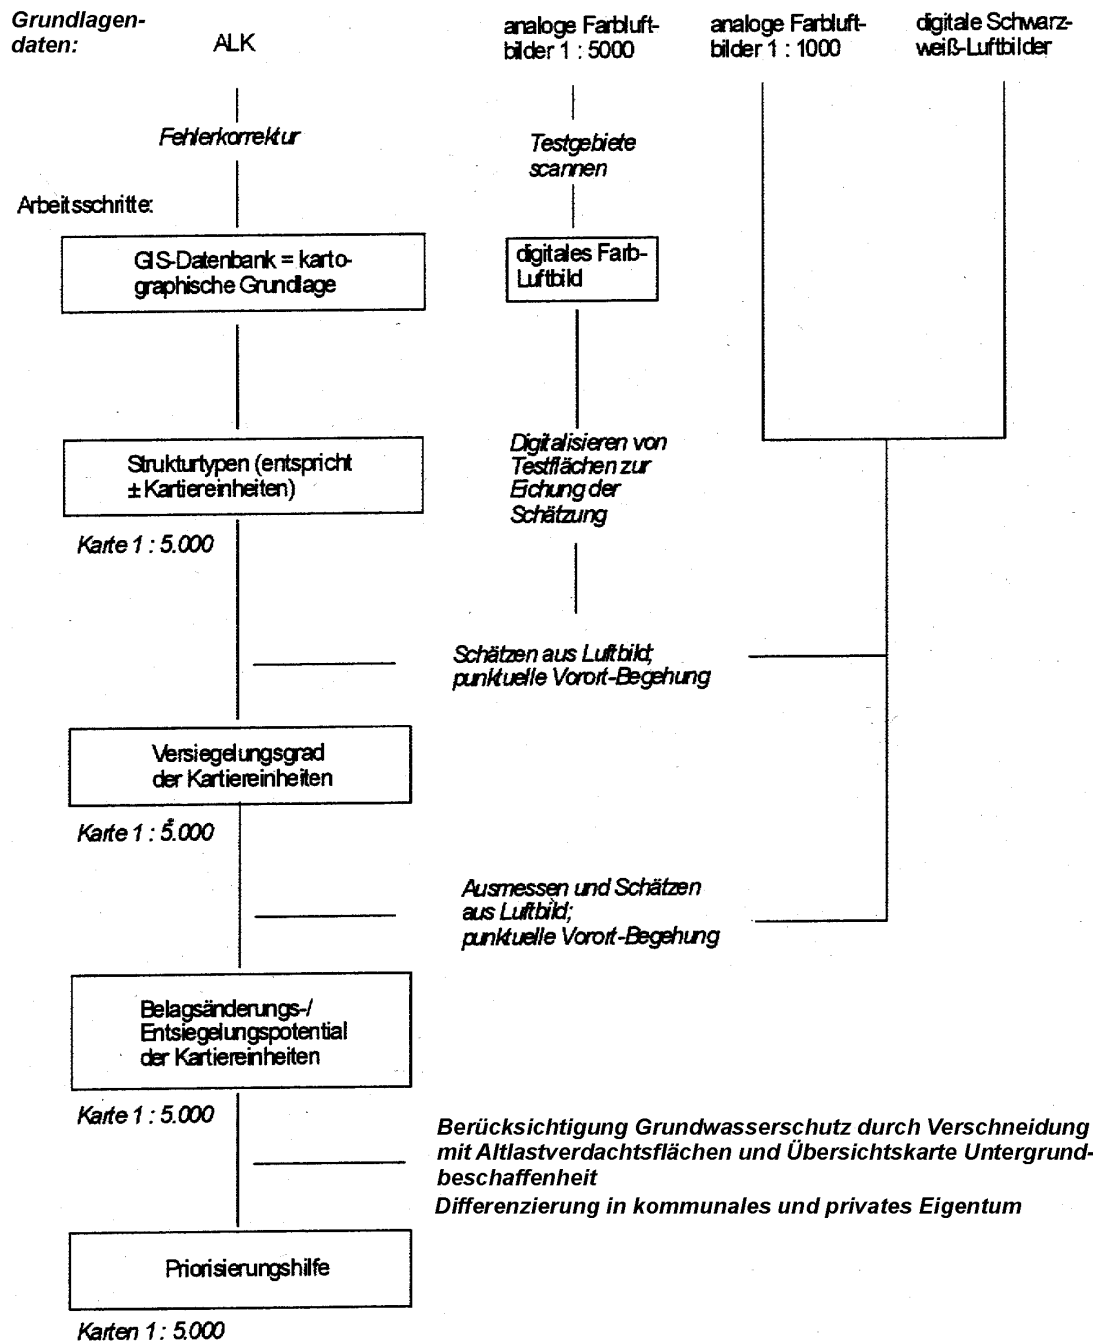 Grundlagen-
daten:
ALK
analoge Farbluft-
bilder 1 : 5000
analoge Farbluft-
bilder 1 : 1000
digitale Schwarz-
weiß-Luftbilder
Fehlerkorrektur
Testgebiete
scannen
Arbeitsschritte:
GIS-Datenbank = karto-
graphische Grundlage
digitales Farb-
Luftbild
Strukturtypen (entspricht
± Kartiereinheiten)
Karte 1 : 5.000
Digitalisieren von
Testflächen zur
Eichung der
Schätzung
Schätzen aus Luftbild;
punktuelle Vorort-Begehung
Versiegelungsgrad
der Kartiereinheiten
Karte 1 : 5.000
Ausmessen und Schätzen
aus Luftbild;
punktuelle Vorort-Begehung
Belagsänderungs-/
Entsiegelungspotential
der Kartiereinheiten
Karte 1 : 5.000
Berücksichtigung Grundwasserschutz durch Verschneidung
mit Altlastverdachtsflächen und Übersichtskarte Untergrund-
beschaffenheit
Differenzierung in kommunales und privates Eigentum
Priorisierungshilfe
Karten 1 : 5.000